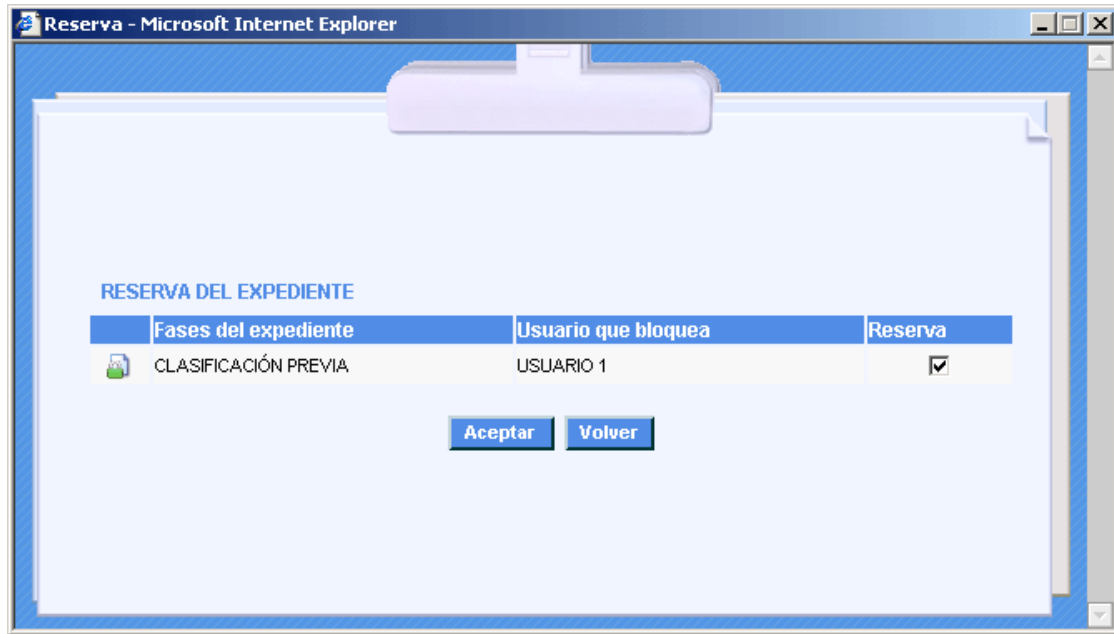 Reserva - Microsoft Internet Explorer
RESERVA DEL EXPEDIENTE
Fases del expediente Usuario que bloquea Reserva
CLASIFICACIÓN PREVIA USUARIO 1
Aceptar Volver